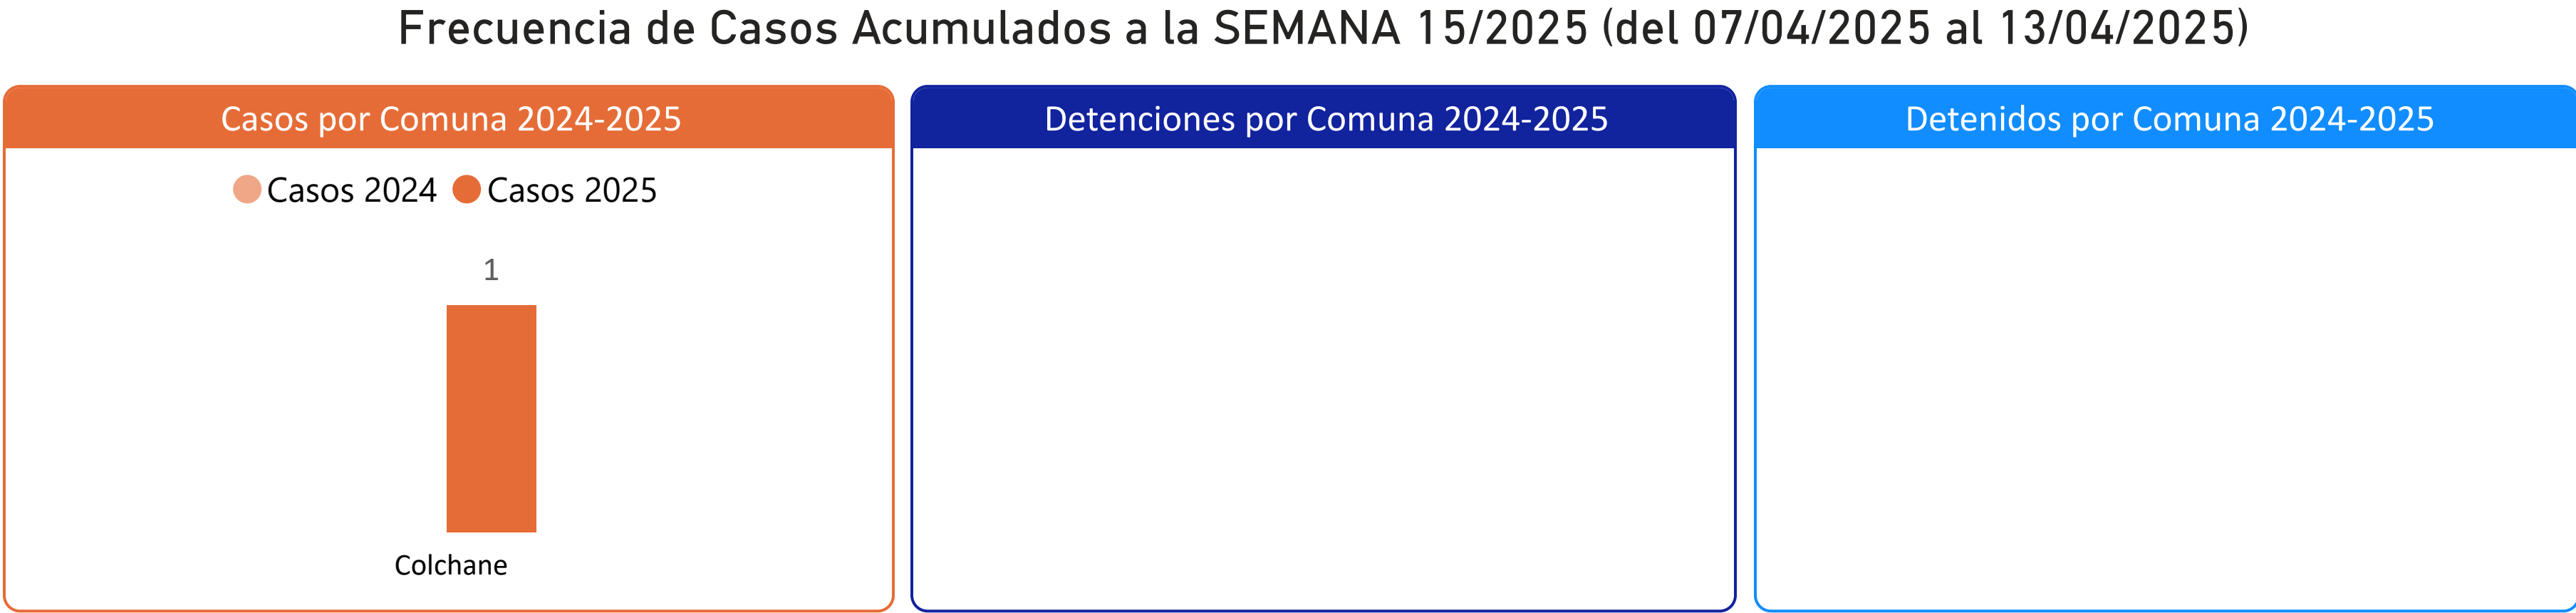 Frecuencia de Casos Acumulados a la SEMANA 15/2025 (del 07/04/2025 al 13/04/2025)
Casos por Comuna 2024-2025
Casos 2024 Casos 2025
1
Colchane
Detenciones por Comuna 2024-2025
Detenidos por Comuna 2024-2025